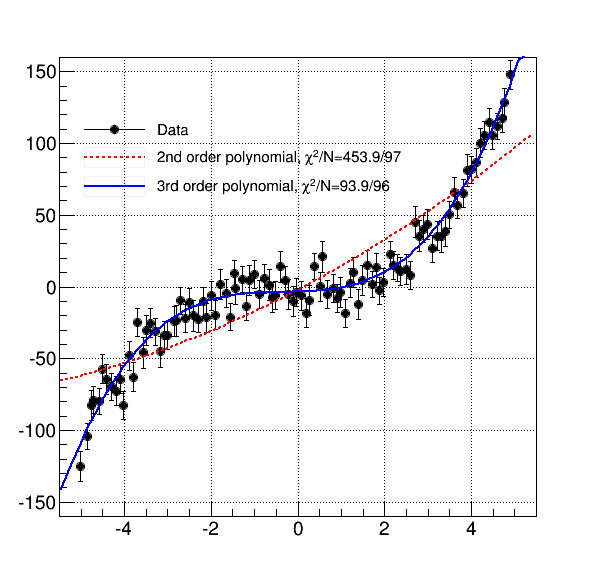 150
100
50
0
-50
-100
-150
Data
2nd order polynomial, χ²/N=453.9/97
3rd order polynomial, χ²/N=93.9/96
-4 -2 0 2 4